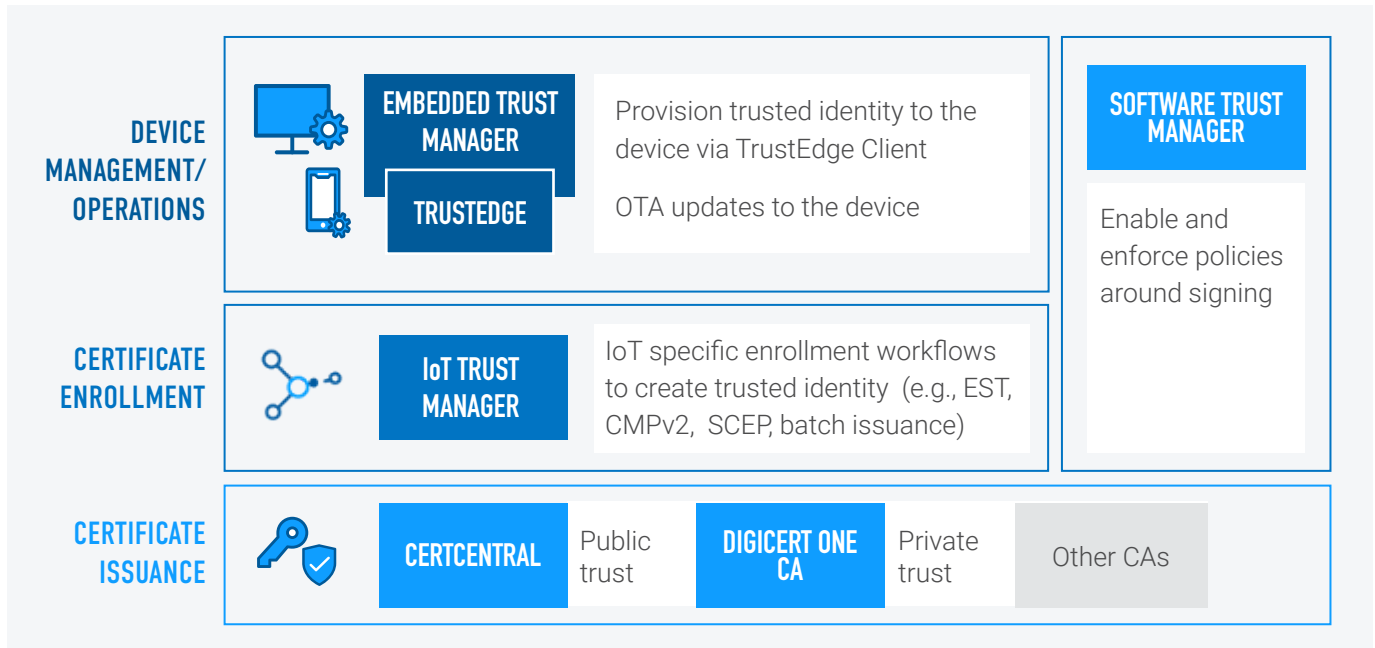 DEVICE
MANAGEMENT/
OPERATIONS
EMBEDDED TRUST
MANAGER
TRUSTEDGE
Provision trusted identity to the
device via TrustEdge Client
OTA updates to the device
SOFTWARE TRUST
MANAGER
Enable and
enforce policies
around signing
CERTIFICATE
ENROLLMENT
IoT TRUST
MANAGER
IoT specific enrollment workflows
to create trusted identity (e.g., EST,
CMPv2, SCEP, batch issuance)
CERTIFICATE
ISSUANCE
CERTCENTRAL
Public
trust
DIGICERT ONE
CA
Private
trust
Other CAs